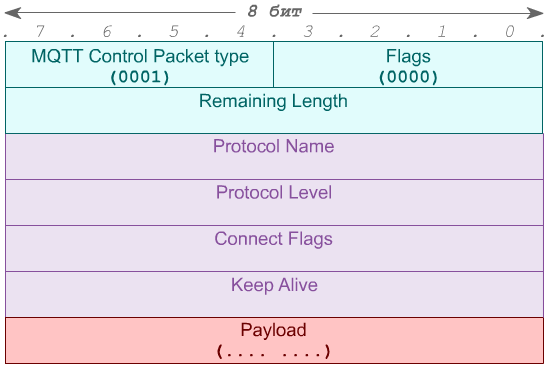 8 бит
. 7 . 6 . 5 . 4 . 3 . 2 . 1 . 0 .
MQTT Control Packet type Flags
(0001) (0000)
Remaining Length
Protocol Name
Protocol Level
Connect Flags
Keep Alive
Payload
(.... ....)